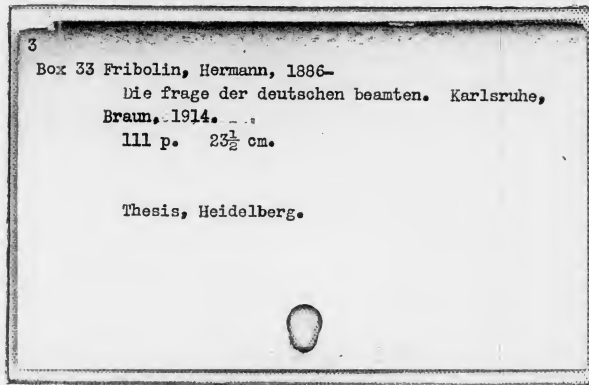 3
Box 33 Fribolin, Hermann, 1886-
Die frage der deutschen beamten. Karlsruhe,
Braun, 1914.
111 p. 23½ cm.
Thesis, Heidelberg.